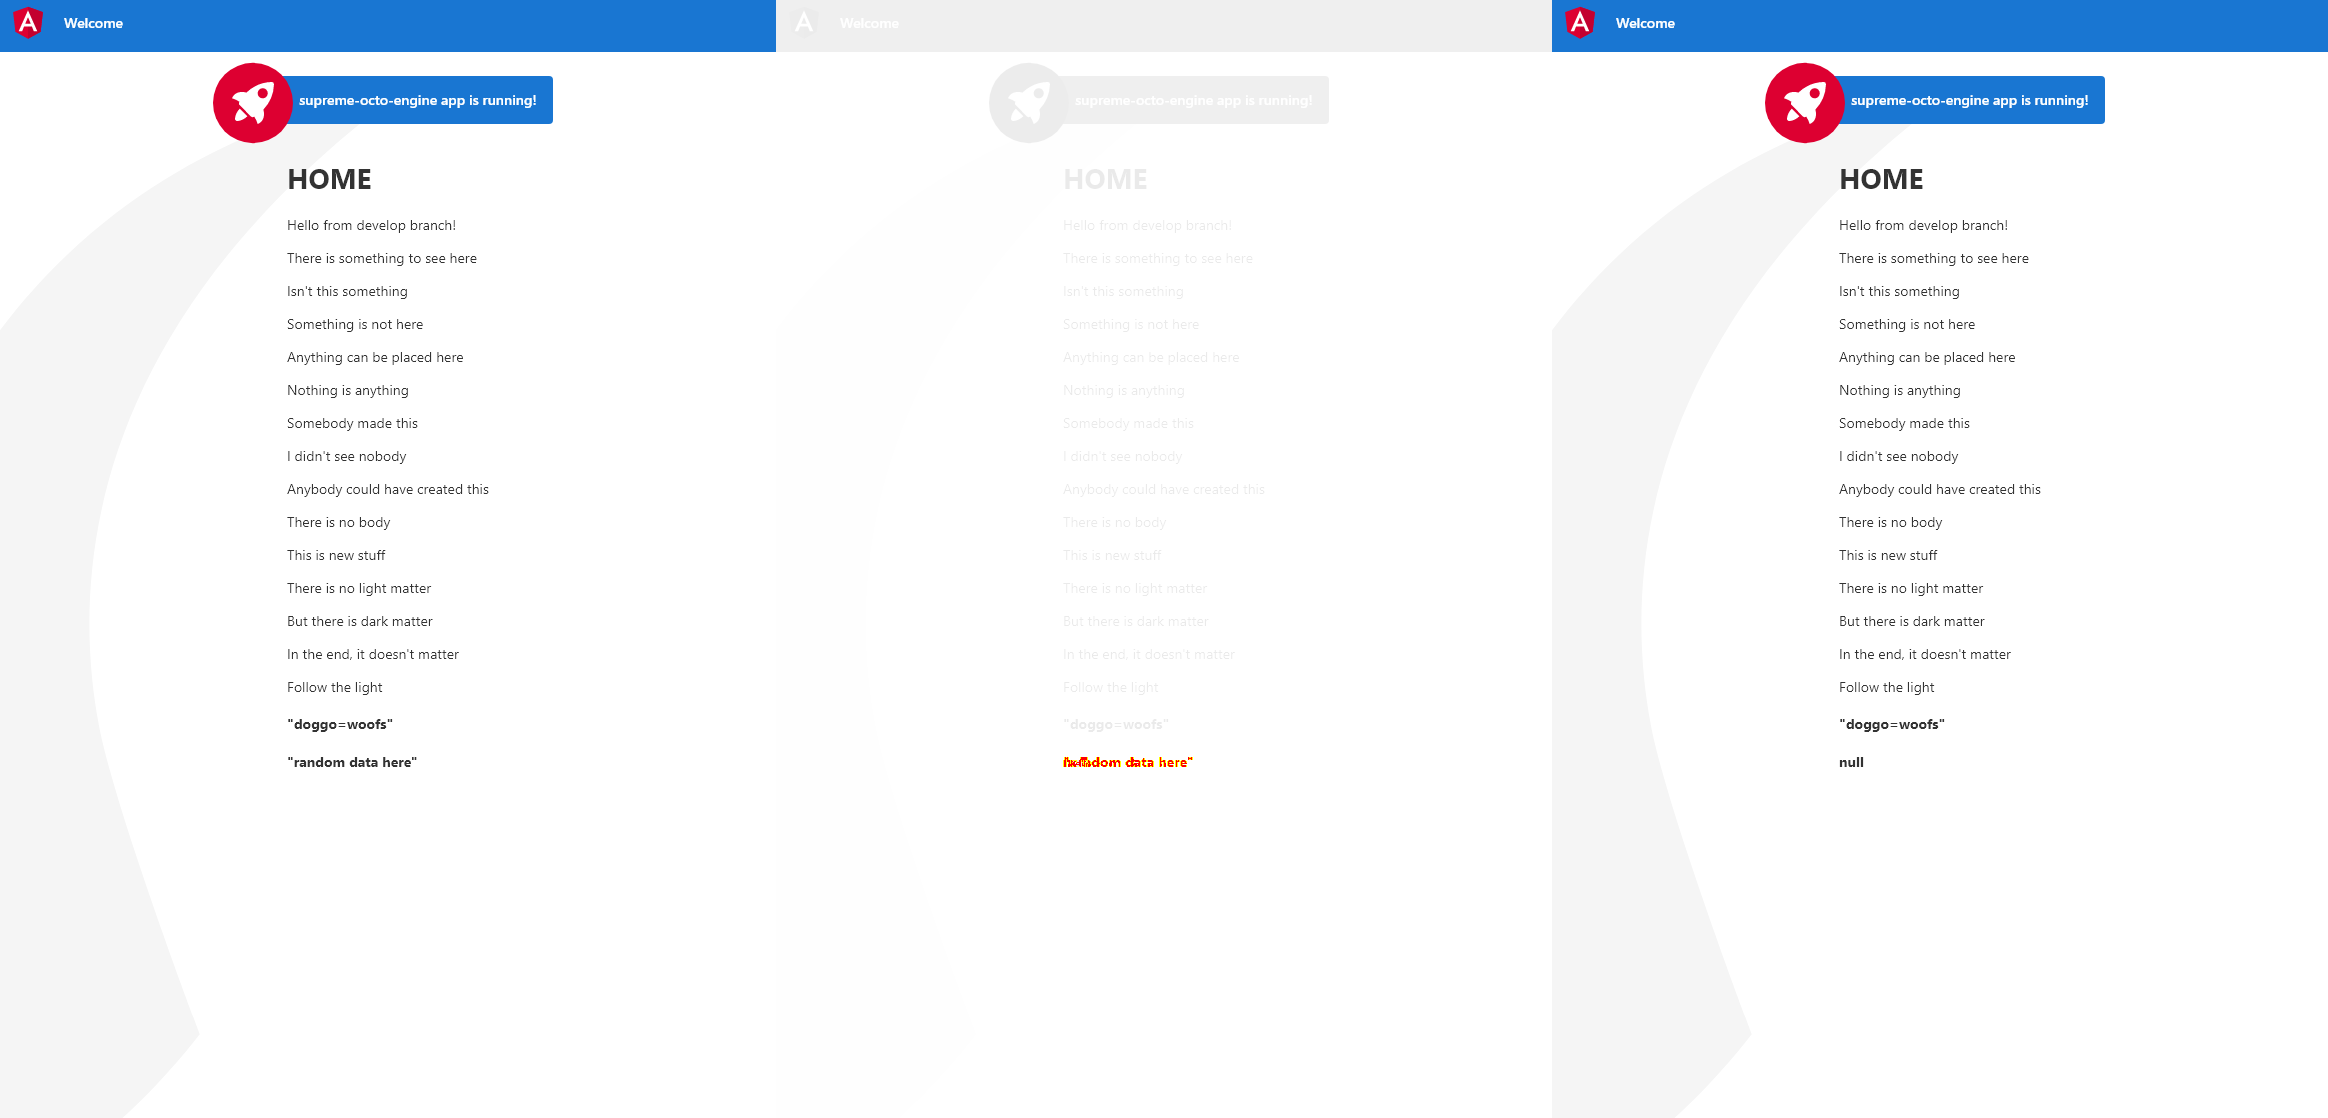 Welcome
supreme-octo-engine app is running!
HOME
Hello from develop branch!
There is something to see here
Isn't this something
Something is not here
Anything can be placed here
Nothing is anything
Somebody made this
I didn't see nobody
Anybody could have created this
There is no body
This is new stuff
There is no light matter
But there is dark matter
In the end, it doesn't matter
Follow the light
"doggo=woofs"
"random data here"
Welcome
supreme-octo-engine app is running!
HOME
Hello from develop branch!
There is something to see here
Isn't this something
Something is not here
Anything can be placed here
Nothing is anything
Somebody made this
I didn't see nobody
Anybody could have created this
There is no body
This is new stuff
There is no light matter
But there is dark matter
In the end, it doesn't matter
Follow the light
"doggo=woofs"
data here"
Welcome
supreme-octo-engine app is running!
HOME
Hello from develop branch!
There is something to see here
Isn't this something
Something is not here
Anything can be placed here
Nothing is anything
Somebody made this
I didn't see nobody
Anybody could have created this
There is no body
This is new stuff
There is no light matter
But there is dark matter
In the end, it doesn't matter
Follow the light
"doggo=woofs"
null